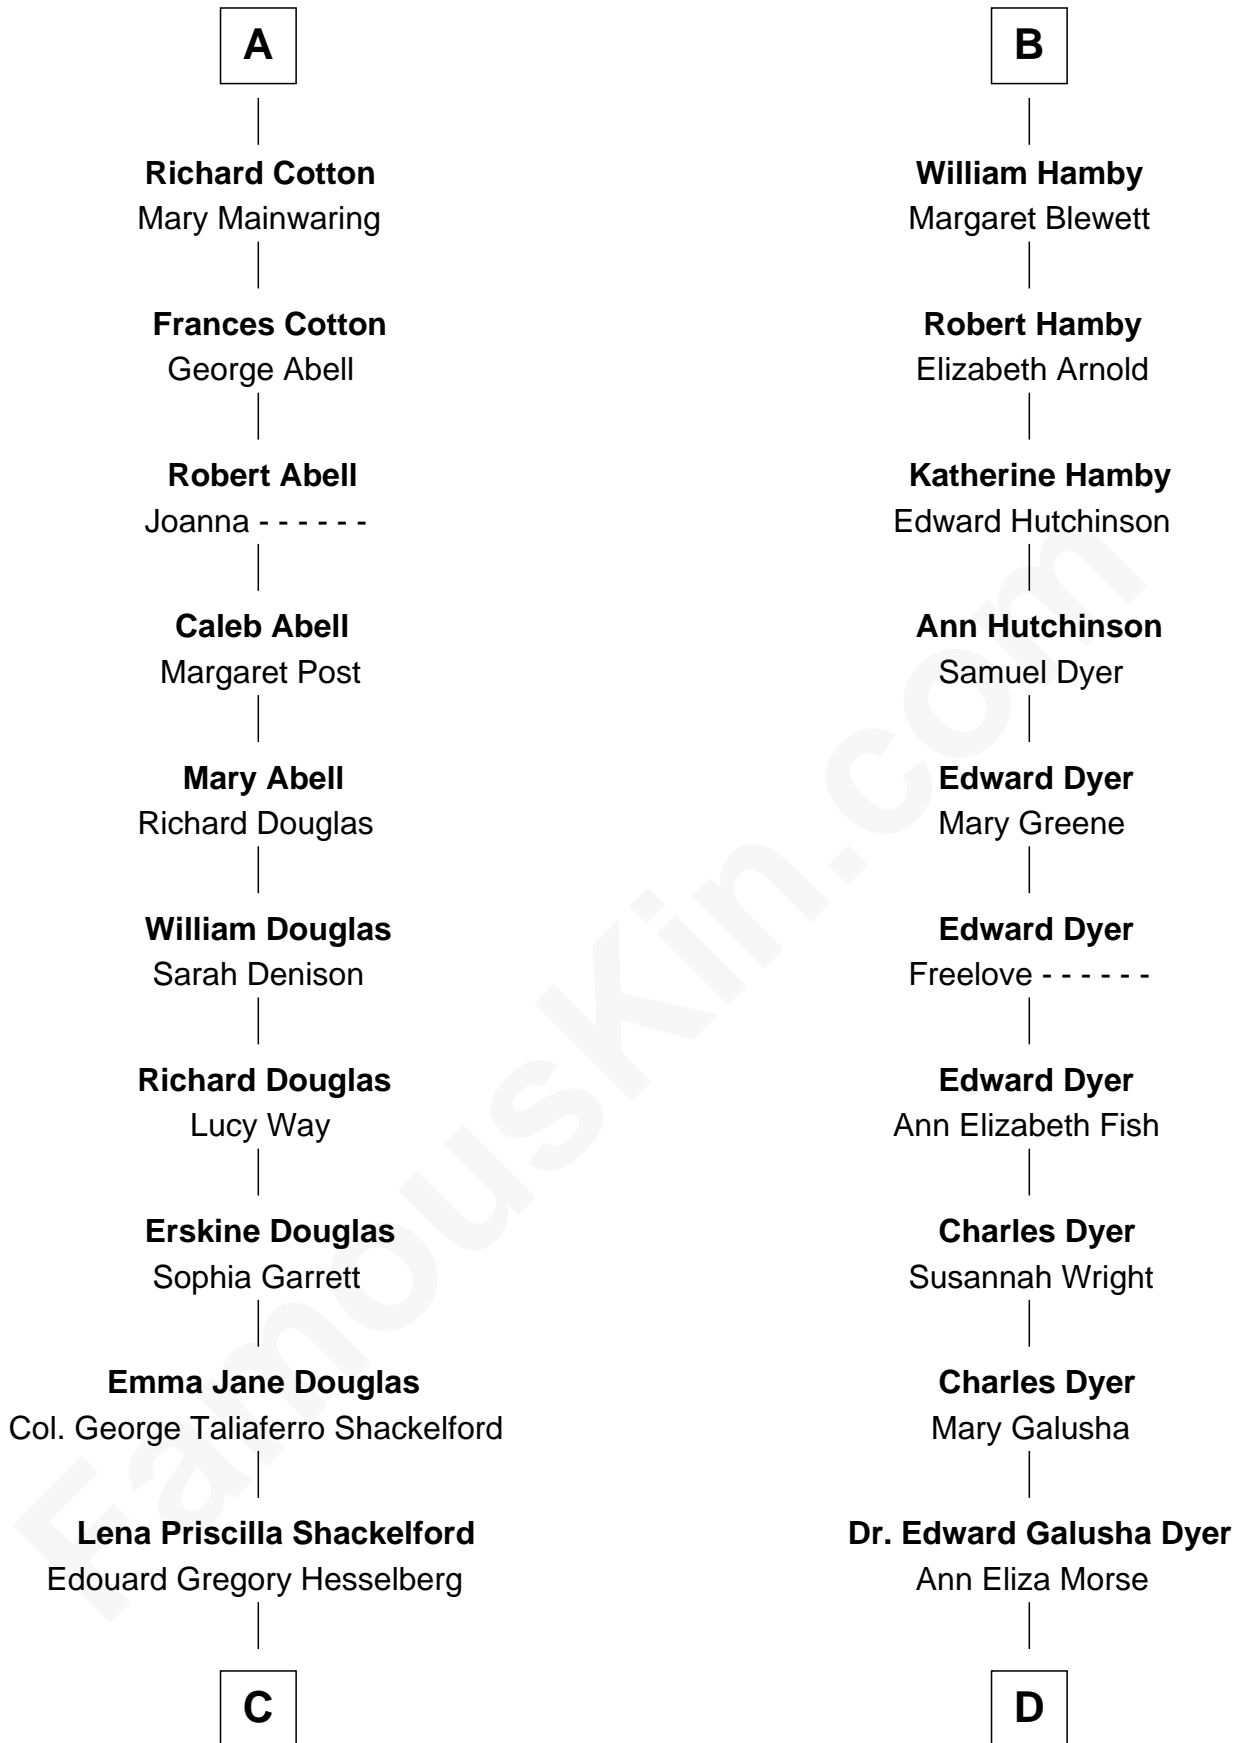 A
Richard Cotton
Mary Mainwaring
Frances Cotton
George Abell
Robert Abell
Joanna - - - - - -
Caleb Abell
Margaret Post
Mary Abell
Richard Douglas
William Douglas
Sarah Denison
Richard Douglas
Lucy Way
Erskine Douglas
Sophia Garrett
Emma Jane Douglas
Col. George Taliaferro Shackelford
Lena Priscilla Shackelford
Edouard Gregory Hesselberg
C
B
William Hamby
Margaret Blewett
Robert Hamby
Elizabeth Arnold
Katherine Hamby
Edward Hutchinson
Ann Hutchinson
Samuel Dyer
Edward Dyer
Mary Greene
Edward Dyer
Freelove - - - - - -
Edward Dyer
Ann Elizabeth Fish
Charles Dyer
Susannah Wright
Charles Dyer
Mary Galusha
Dr. Edward Galusha Dyer
Ann Eliza Morse
D
FamousKin.com